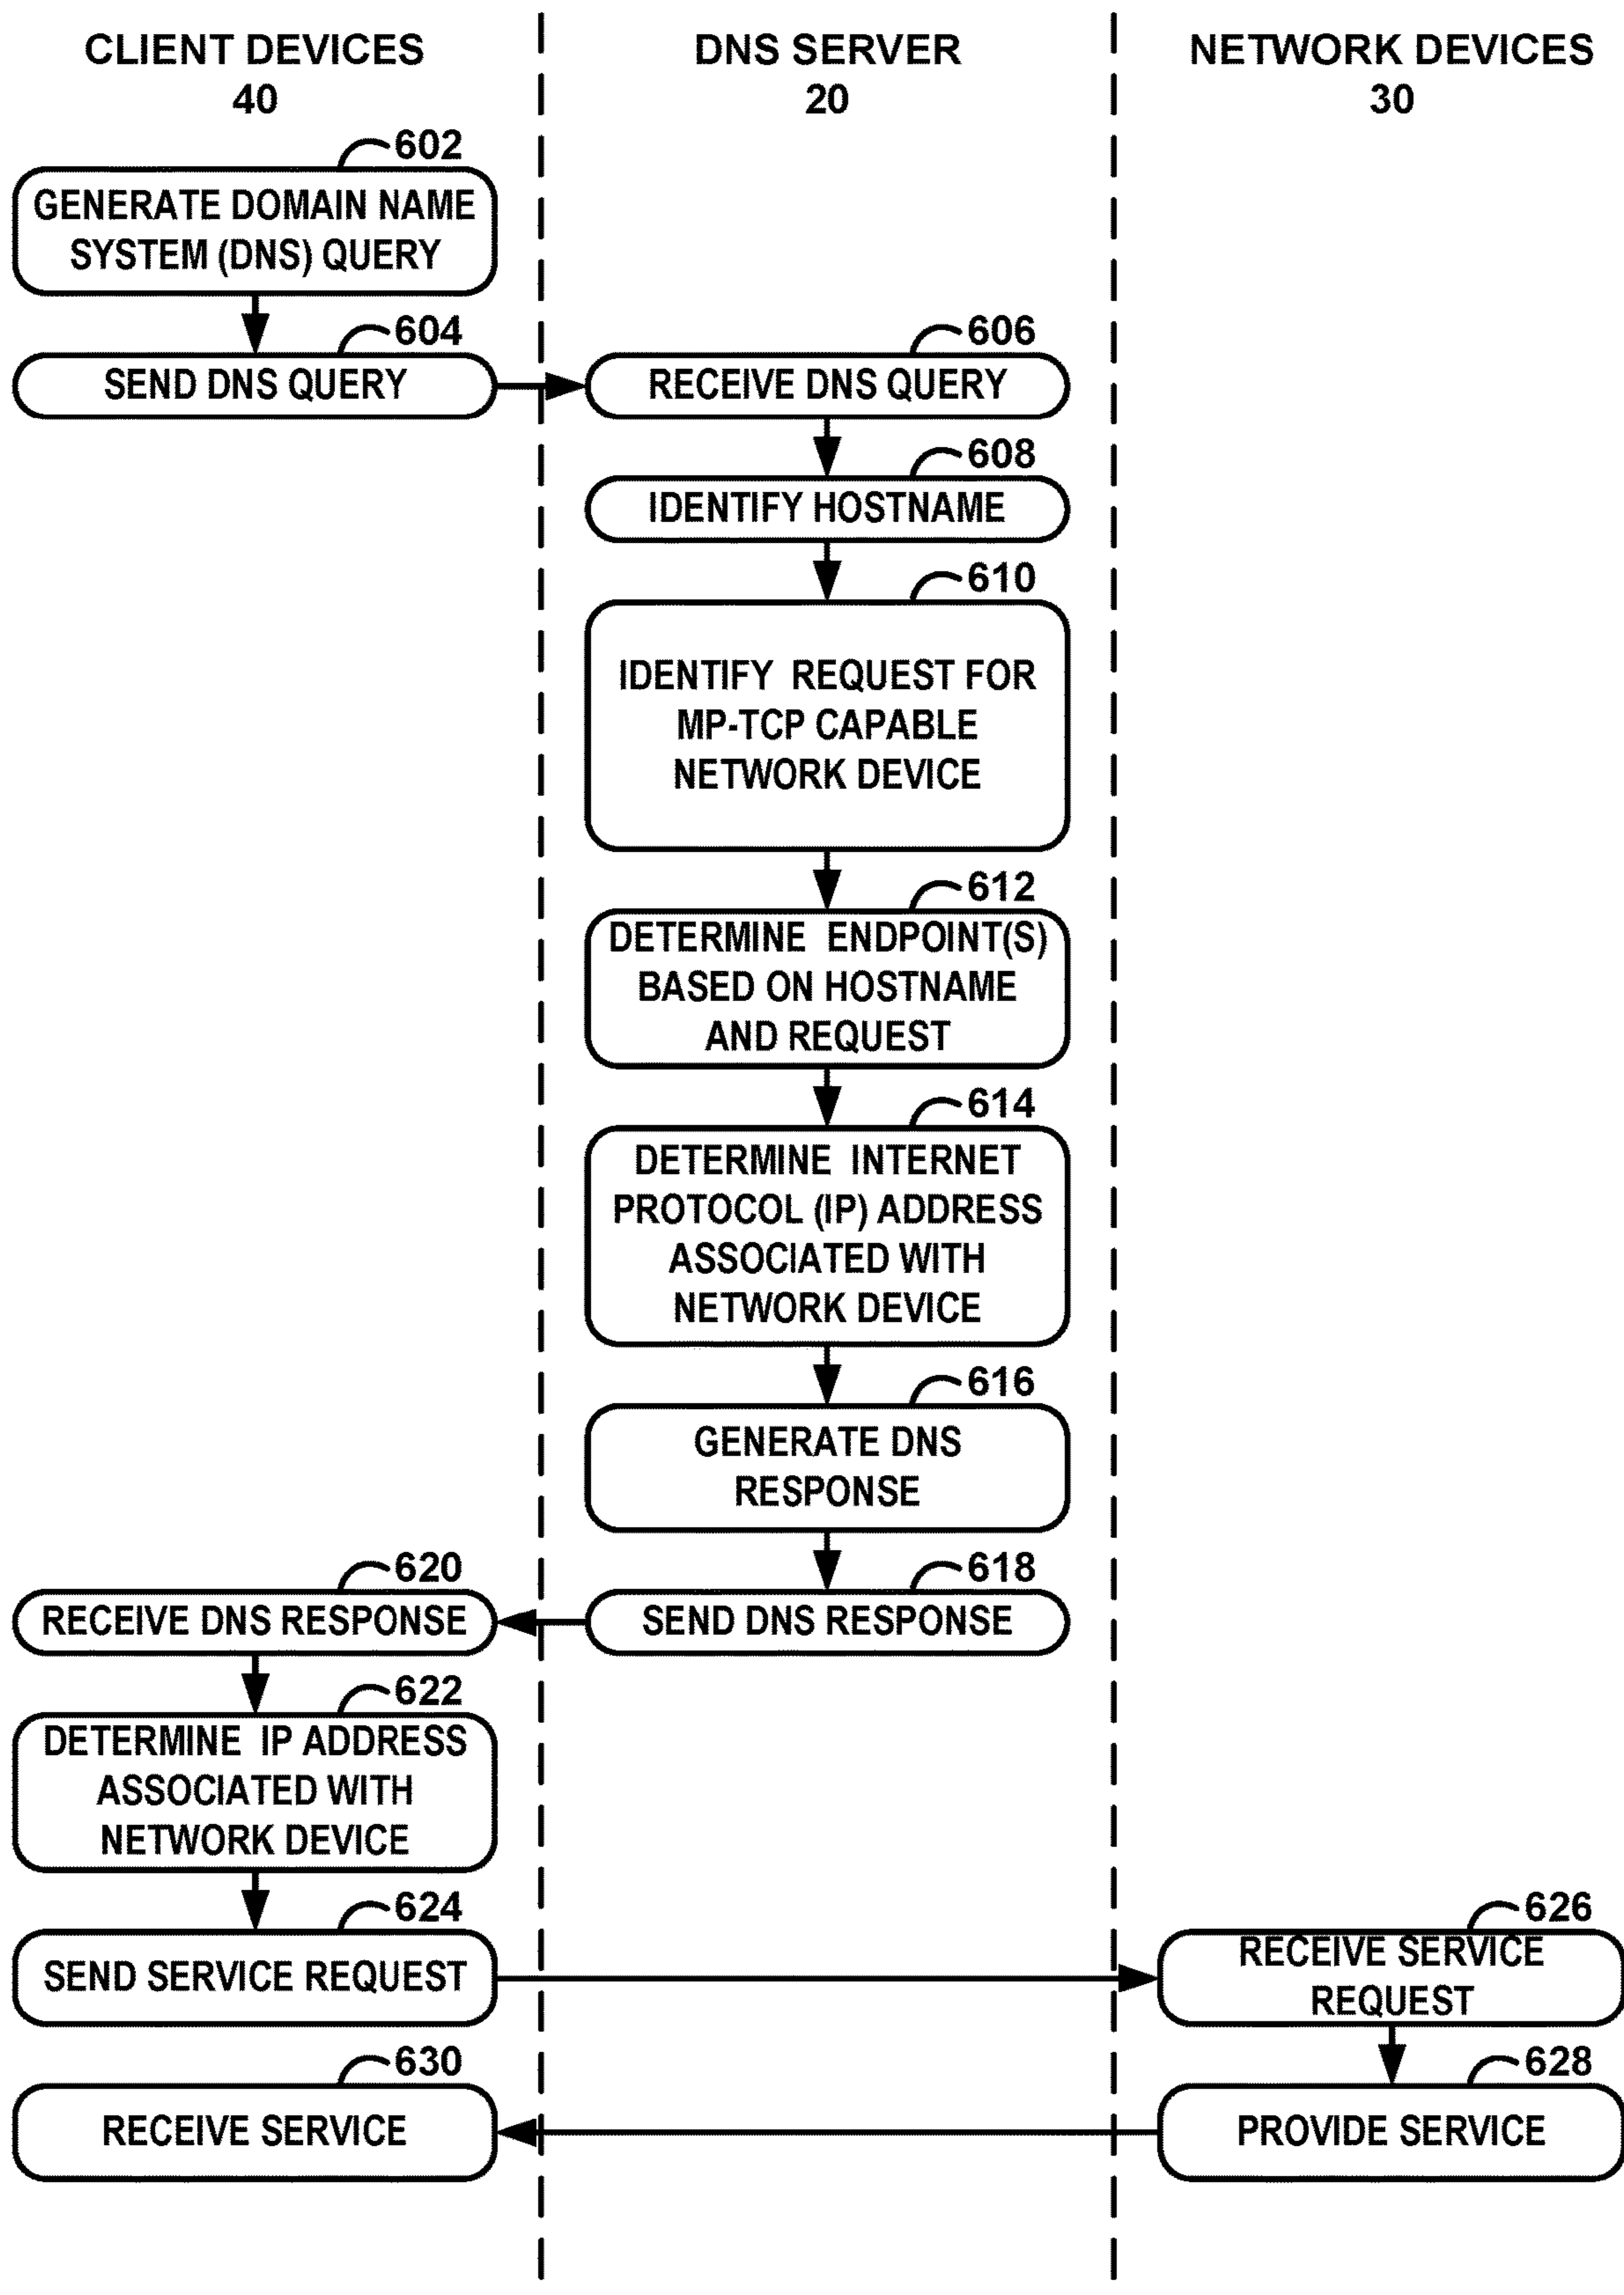 CLIENT DEVICES
40
DNS SERVER
20
NETWORK DEVICES
30
602
GENERATE DOMAIN NAME
SYSTEM (DNS) QUERY
604
SEND DNS QUERY
606
RECEIVE DNS QUERY
608
IDENTIFY HOSTNAME
610
IDENTIFY REQUEST FOR
MP-TCP CAPABLE
NETWORK DEVICE
612
DETERMINE ENDPOINT(S)
BASED ON HOSTNAME
AND REQUEST
614
DETERMINE INTERNET
PROTOCOL (IP) ADDRESS
ASSOCIATED WITH
NETWORK DEVICE
616
GENERATE DNS
RESPONSE
618
SEND DNS RESPONSE
620
RECEIVE DNS RESPONSE
622
DETERMINE IP ADDRESS
ASSOCIATED WITH
NETWORK DEVICE
624
SEND SERVICE REQUEST
626
RECEIVE SERVICE
REQUEST
628
PROVIDE SERVICE
630
RECEIVE SERVICE